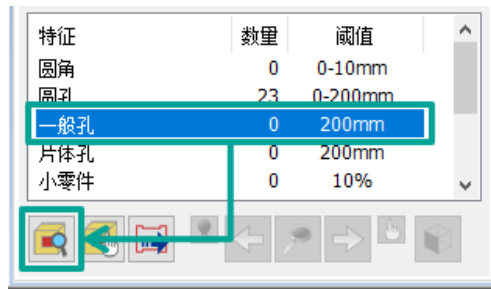 特征 数量 阈值
圆角 0 0-10mm
圆孔 23 0-200mm
一般孔 0 200mm
片体孔 0 200mm
小零件 0 10%